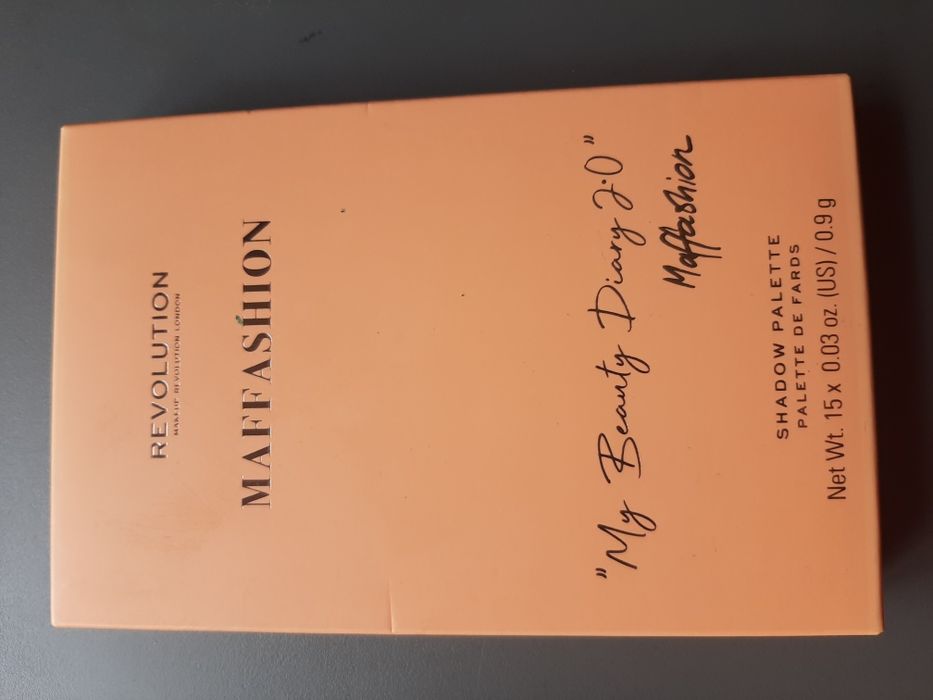 REVOLUTION
MAKEUP REVOLUTION LONDON
MAFFASHION
"My Beauty Diary 2.0"
Maffashion
SHADOW PALETTE
PALETTE DE FARDS
Net Wt. 15 x 0.03 oz. (US) / 0.9 g